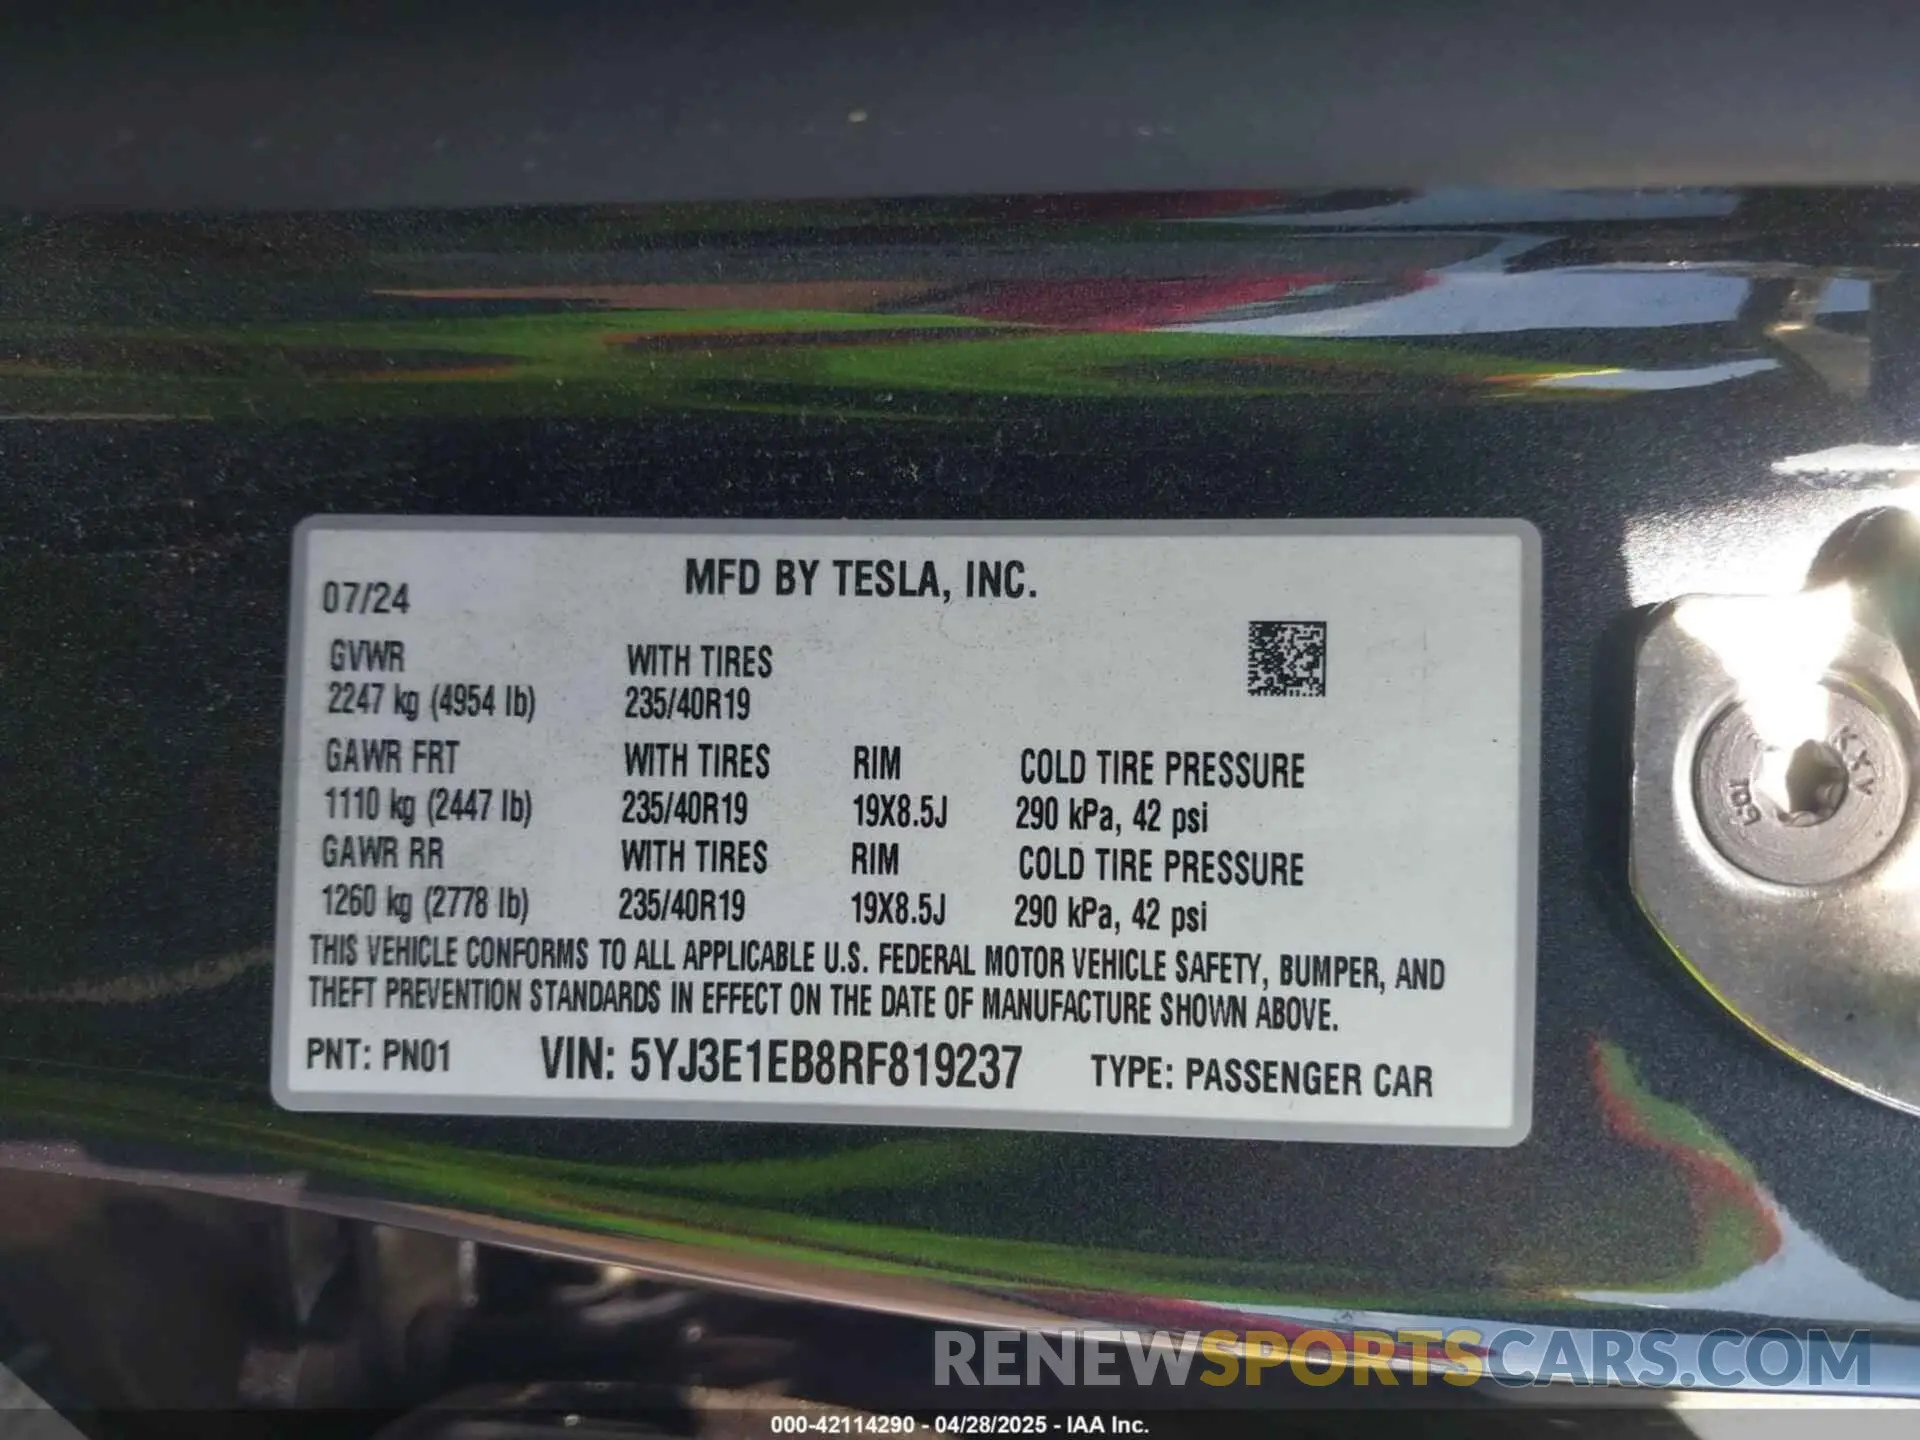 07/24
MFD BY TESLA, INC.
GVWR WITH TIRES
2247 kg (4954 lb) 235/40R19
GAWR FRT WITH TIRES RIM COLD TIRE PRESSURE
1110 kg (2447 lb) 235/40R19 19X8.5J 290 kPa, 42 psi
GAWR RR WITH TIRES RIM COLD TIRE PRESSURE
1260 kg (2778 lb) 235/40R19 19X8.5J 290 kPa, 42 psi
THIS VEHICLE CONFORMS TO ALL APPLICABLE U.S. FEDERAL MOTOR VEHICLE SAFETY, BUMPER, AND
THEFT PREVENTION STANDARDS IN EFFECT ON THE DATE OF MANUFACTURE SHOWN ABOVE.
PNT: PN01 VIN: 5YJ3E1EB8RF819237 TYPE: PASSENGER CAR
RENEWSPORTSCARS.COM
000-42114290 - 04/28/2025 - IAA Inc.